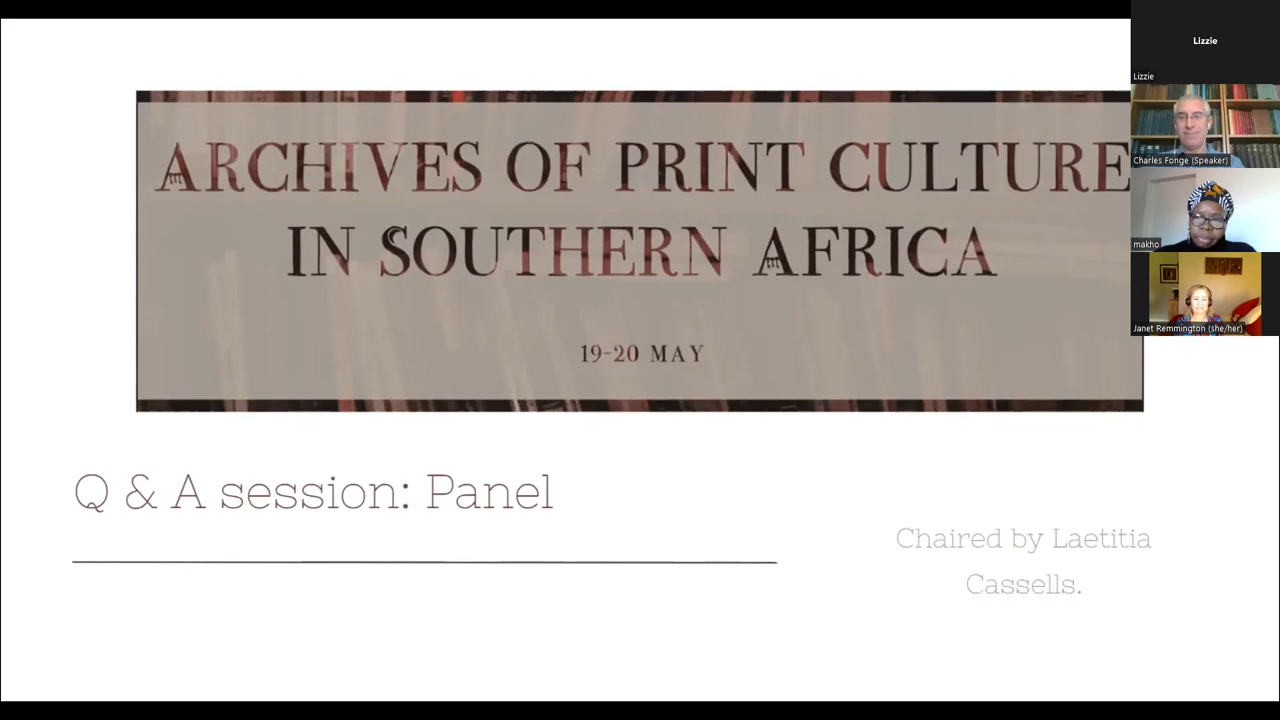 ARCHIVES OF PRINT CULTURE
IN SOUTHERN AFRICA
19-20 MAY
Q & A session: Panel
Chaired by Laetitia
Cassells.
Lizzie
Lizzie
Charles Fonge (Speaker)
makho
Janet Remmington (she/her)